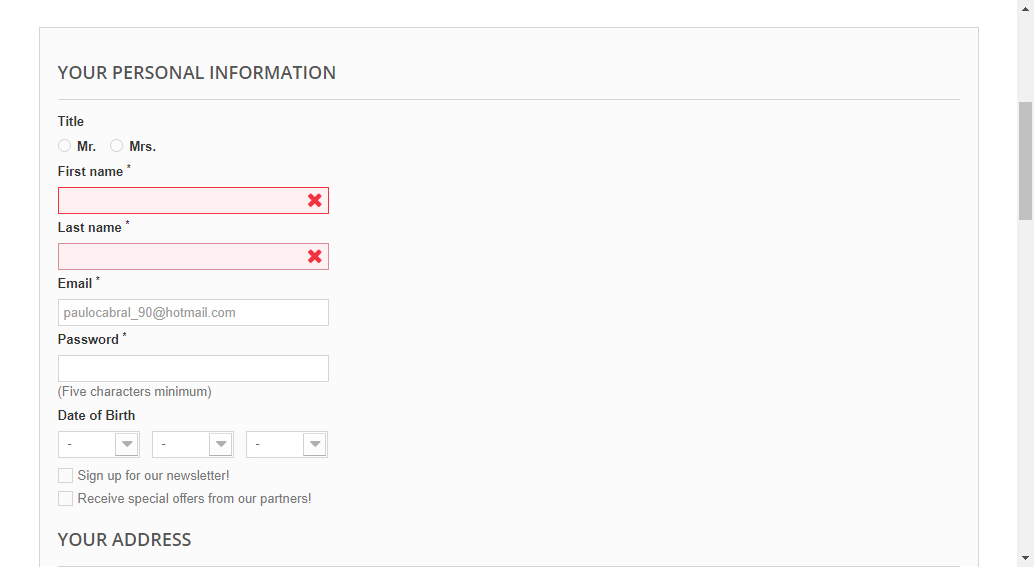 YOUR PERSONAL INFORMATION
Title
Mr. Mrs.
First name *
Last name *
Email *
paulocabral_90@hotmail.com
Password *
(Five characters minimum)
Date of Birth
- - -
Sign up for our newsletter!
Receive special offers from our partners!
YOUR ADDRESS